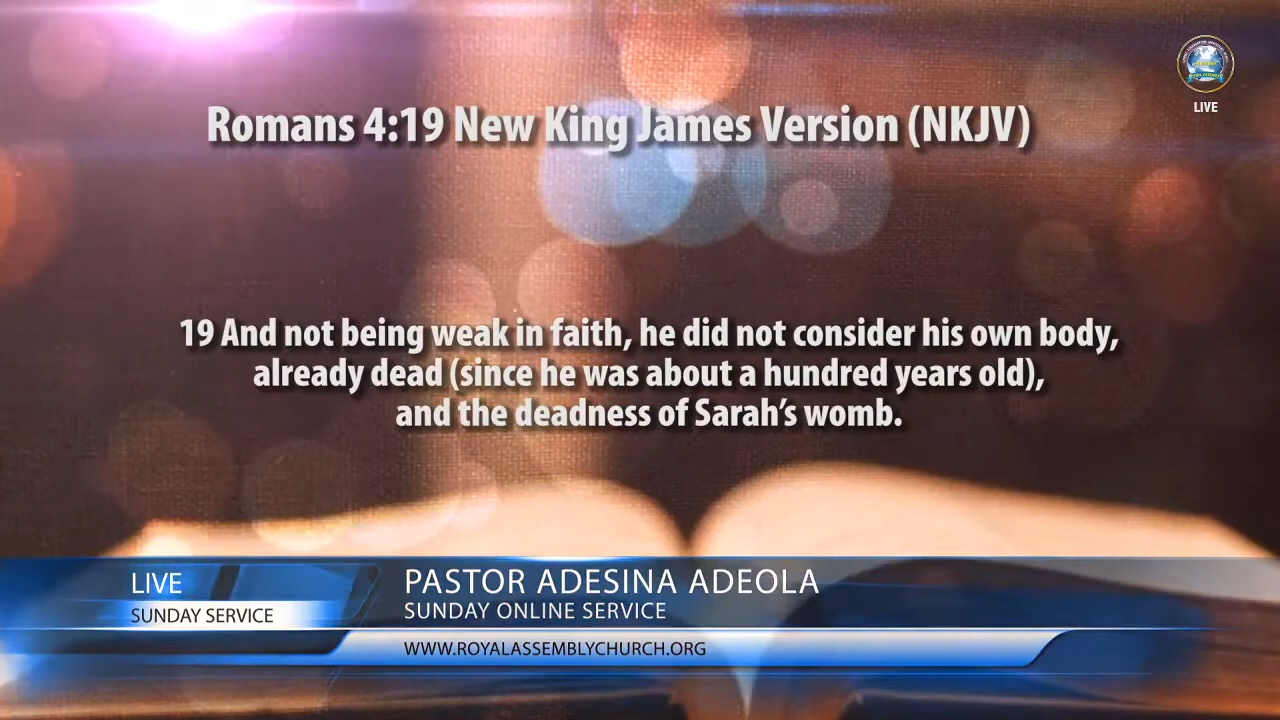 Romans 4:19 New King James Version (NKJV)
LIVE
19 And not being weak in faith, he did not consider his own body,
already dead (since he was about a hundred years old),
and the deadness of Sarah’s womb.
LIVE
SUNDAY SERVICE
PASTOR ADESINA ADEOLA
SUNDAY ONLINE SERVICE
WWW.ROYALASSEMBLYCHURCH.ORG